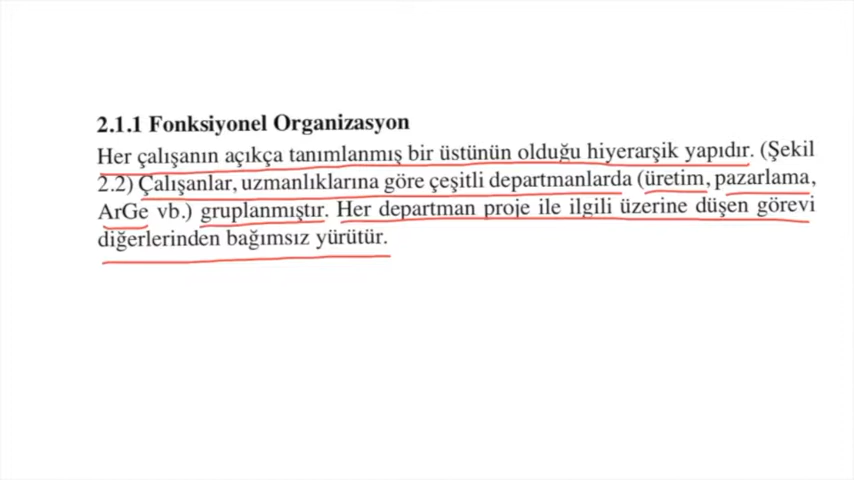 2.1.1 Fonksiyonel Organizasyon
Her çalışanın açıkça tanımlanmış bir üstünün olduğu hiyerarşik yapıdır. (Şekil
2.2) Çalışanlar, uzmanlıklarına göre çeşitli departmanlarda (üretim, pazarlama,
ArGe vb.) gruplanmıştır. Her departman proje ile ilgili üzerine düşen görevi
diğerlerinden bağımsız yürütür.